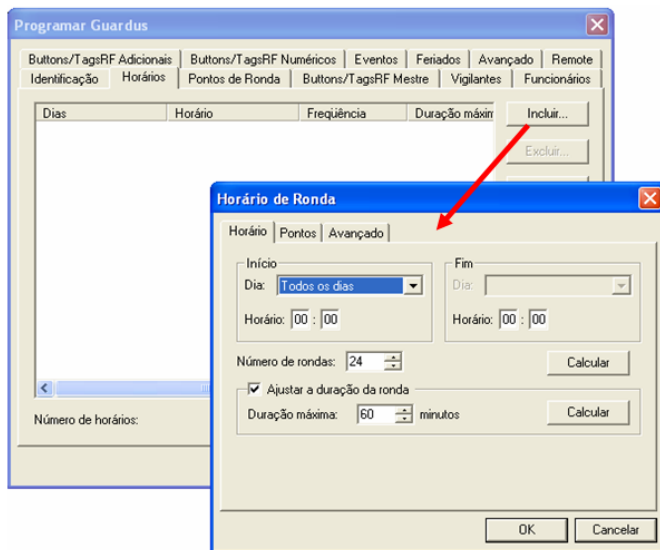 Programar Guardus
Buttons/TagsRF Adicionais Buttons/TagsRF Numéricos Eventos Feriados Avançado Remote
Identificação Horários Pontos de Ronda Buttons/TagsRF Mestre Vigilantes Funcionários
Dias Horário Freqüência Duração máxim
Incluir...
Excluir...
Número de horários:
Horário de Ronda
Horário Pontos Avançado
Início Fim
Dia: Todos os dias Dia:
Horário: 00 : 00 Horário: 00 : 00
Número de rondas: 24 Calcular
Ajustar a duração da ronda
Duração máxima: 60 minutos Calcular
OK Cancelar